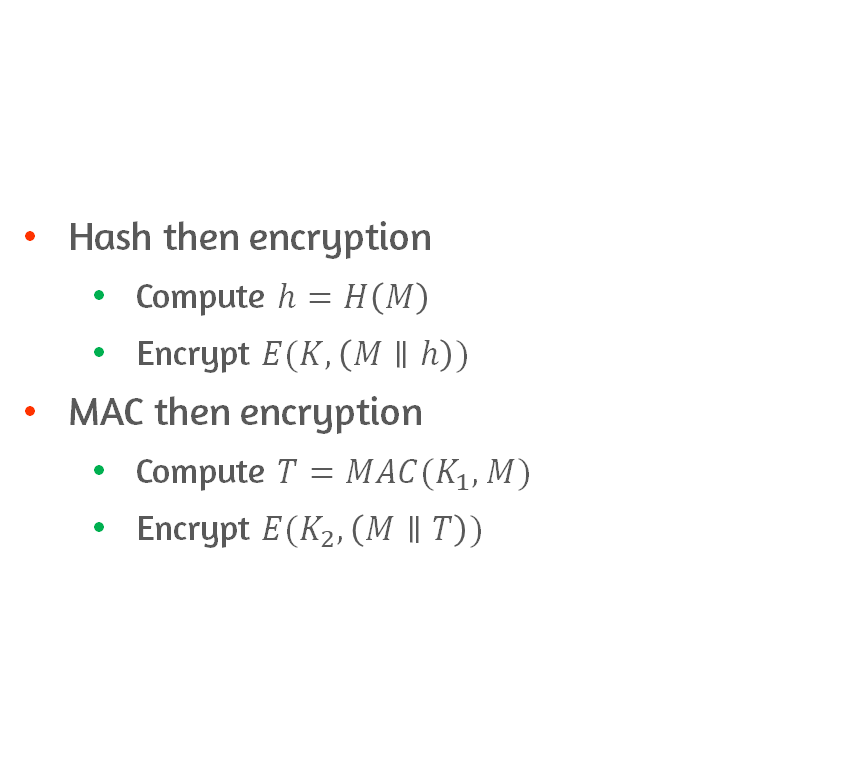 • Hash then encryption
• Compute h = H(M)
• Encrypt E(K, (M ∥ h))
• MAC then encryption
• Compute T = MAC(K₁, M)
• Encrypt E(K₂, (M ∥ T))